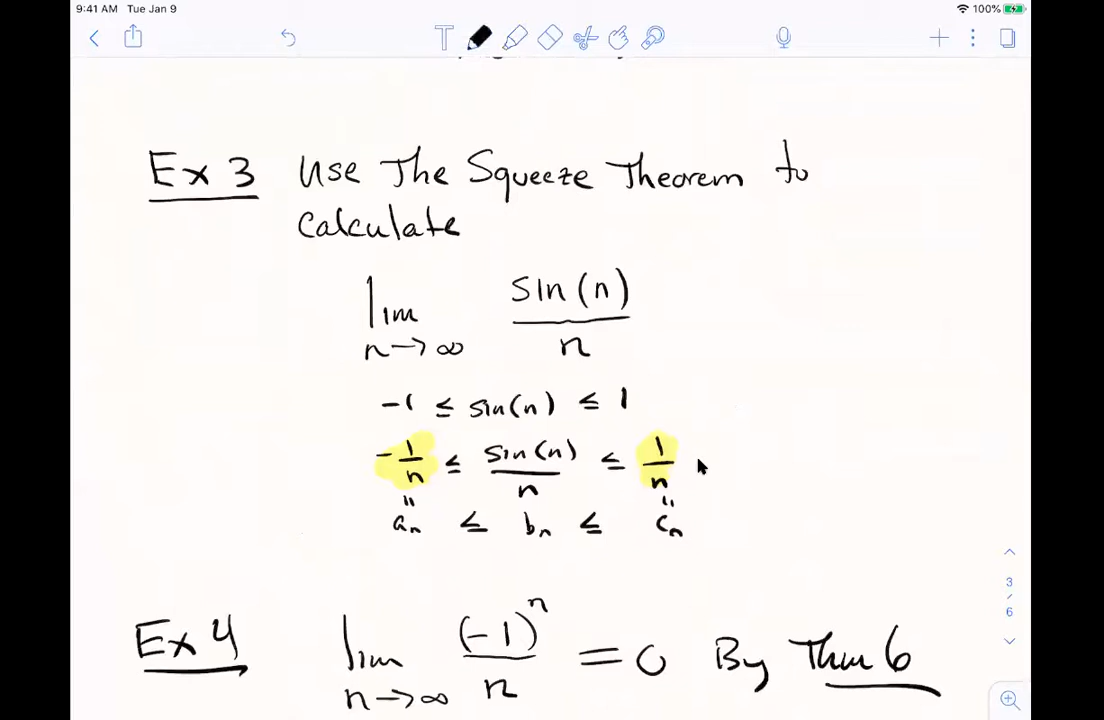 9:41 AM Tue Jan 9
100%
Ex 3 Use The Squeeze Theorem to
Calculate
lim n→∞ sin(n)/n
-1 ≤ sin(n) ≤ 1
-1/n ≤ sin(n)/n ≤ 1/n
" "
aₙ ≤ bₙ ≤ cₙ
3
/
6
Ex 4 lim n→∞ (-1)ⁿ/n = 0 By Thm 6